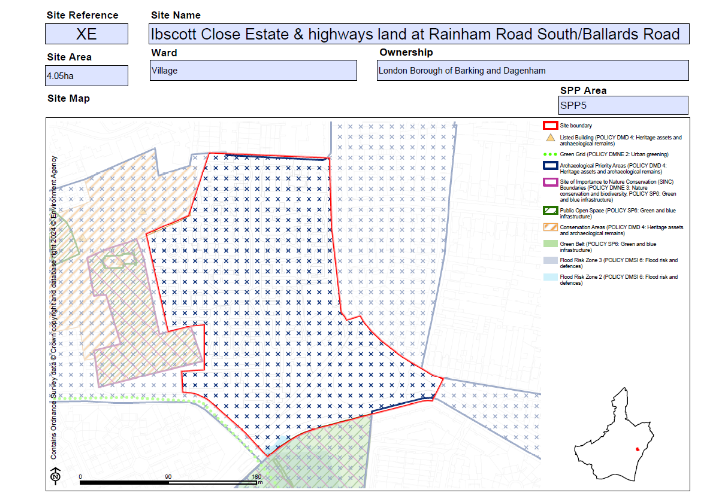 Site Reference
Site Name
XE
Ibscott Close Estate & highways land at Rainham Road South/Ballards Road
Site Area
Ward
Ownership
4.05ha
Village
London Borough of Barking and Dagenham
SPP Area
Site Map
SPP5
Site boundary
Listed Building (POLICY DMD 4: Heritage assets and
archaeological remains)
Green Grid (POLICY DMNE 2: Urban greening)
Archaeological Priority Areas (POLICY DMD 4:
Heritage assets and archaeological remains)
Site of Importance to Nature Conservation (SINC)
Boundaries (POLICY DMNE 3: Nature
conservation and biodiversity; POLICY SP6: Green
and blue infrastructure)
Public Open Space (POLICY SP6: Green and blue
infrastructure)
Conservation Areas (POLICY DMD 4: Heritage assets
and archaeological remains)
Green Belt (POLICY SP6: Green and blue
infrastructure)
Flood Risk Zone 3 (POLICY DMSI 6: Flood risk and
defences)
Flood Risk Zone 2 (POLICY DMSI 6: Flood risk and
defences)
Contains Ordnance Survey data © Crown copyright and database right 2024 © Environment Agency
N
0 90 180
m